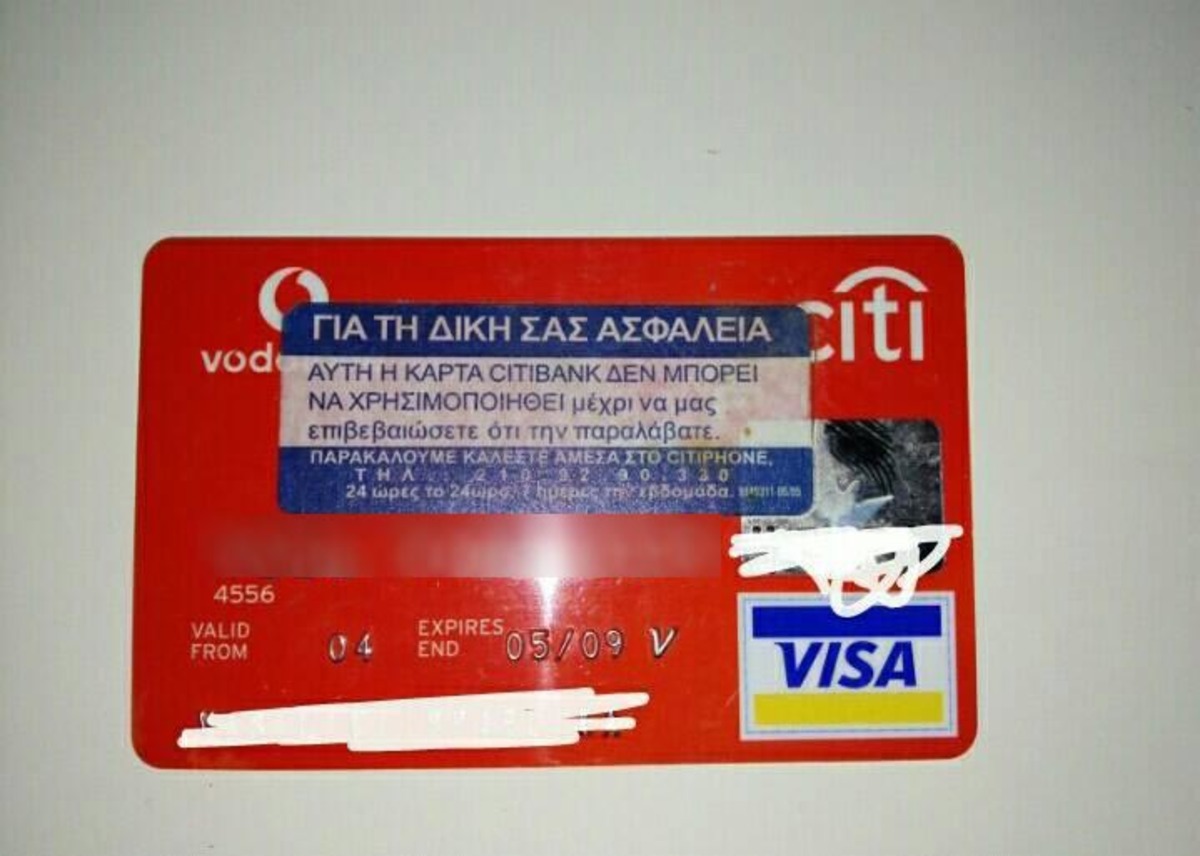 citi
ΓΙΑ ΤΗ ΔΙΚΗ ΣΑΣ ΑΣΦΑΛΕΙΑ
ΑΥΤΗ Η ΚΑΡΤΑ CITIBANK ΔΕΝ ΜΠΟΡΕΙ
ΝΑ ΧΡΗΣΙΜΟΠΟΙΗΘΕΙ μέχρι να μας
επιβεβαιώσετε ότι την παραλάβατε.
ΠΑΡΑΚΑΛΟΥΜΕ ΚΑΛΕΣΤΕ ΑΜΕΣΑ ΣΤΟ CITIPHONE,
ΤΗΛ. 210 92 90 330
24 ώρες το 24ωρο, 7 ημέρες την εβδομάδα.
4556
VALID FROM 04 EXPIRES END 05/09 V
VISA